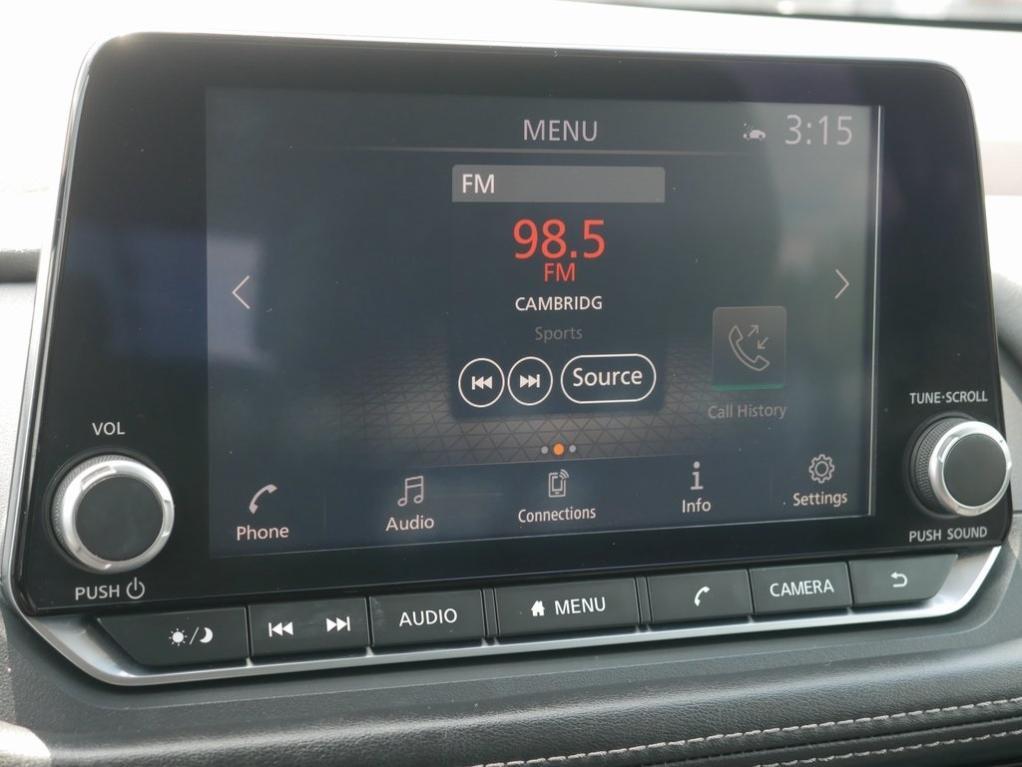 MENU 3:15
FM
98.5
FM
CAMBRIDG
Sports
Source
Call History
Phone Audio Connections Info Settings
VOL
PUSH
TUNE·SCROLL
PUSH SOUND
AUDIO MENU CAMERA